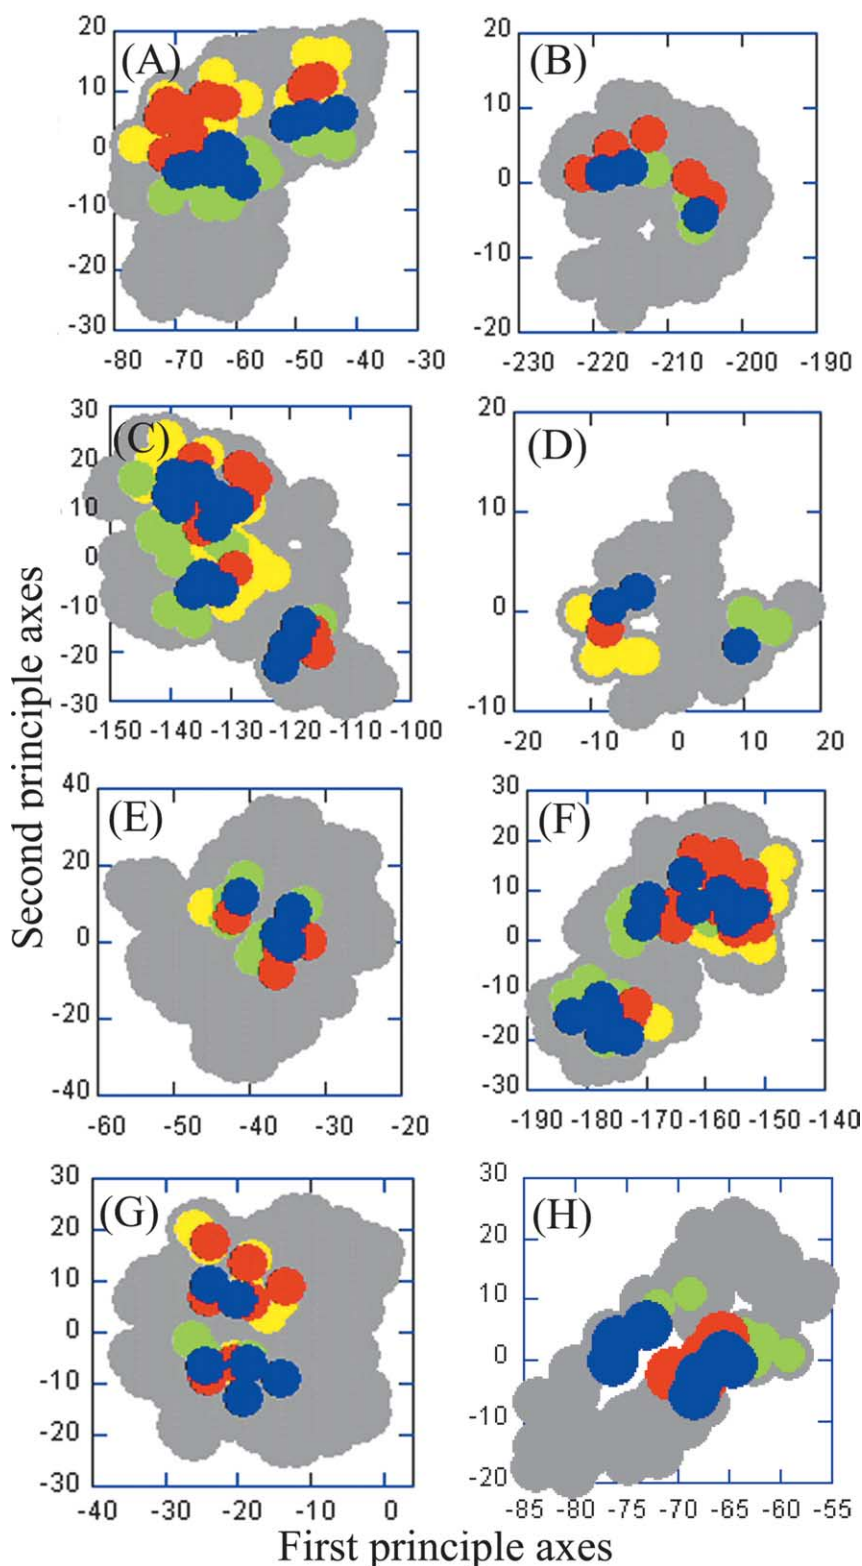 (A)
20
10
0
-10
-20
-30
-80 -70 -60 -50 -40 -30
(B)
20
10
0
-10
-20
-230 -220 -210 -200 -190
(C)
30
20
10
0
-10
-20
-30
-150 -140 -130 -120 -110 -100
(D)
20
10
0
-10
-20 -10 0 10 20
(E)
40
20
0
-20
-40
-60 -50 -40 -30 -20
(F)
30
20
10
0
-10
-20
-30
-190 -180 -170 -160 -150 -140
(G)
30
20
10
0
-10
-20
-30
-40 -30 -20 -10 0
(H)
30
20
10
0
-10
-20
-85 -80 -75 -70 -65 -60 -55
Second principle axes
First principle axes